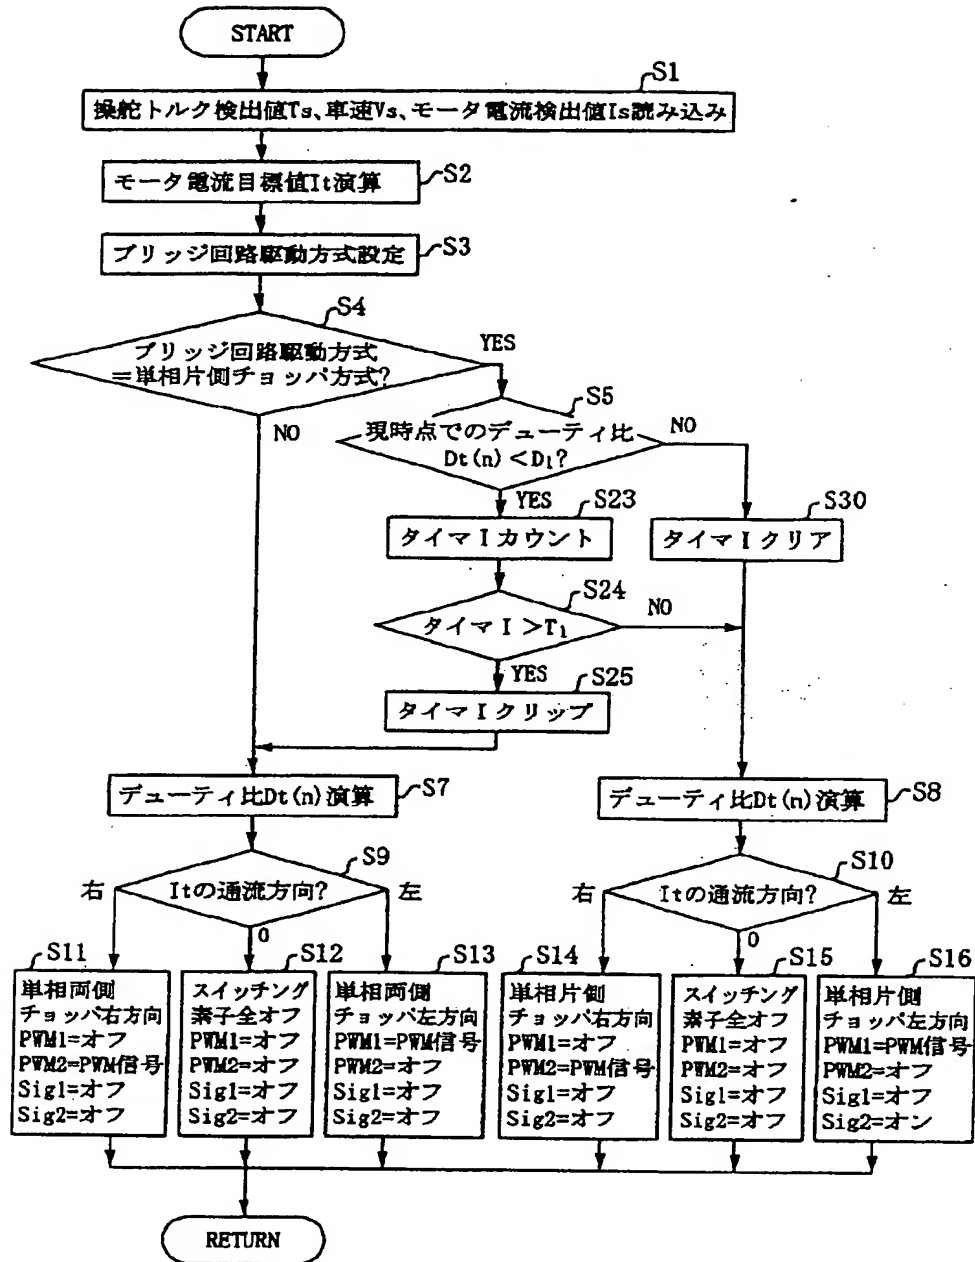 START
S1
操舵トルク検出値Ts、車速Vs、モータ電流検出値Is読み込み
モータ電流目標値It演算
S2
ブリッジ回路駆動方式設定
S3
S4
ブリッジ回路駆動方式
=単相片側チョッパ方式?
YES
NO
S5
現時点でのデューティ比
Dt(n)<D1?
NO
YES
S23
タイマIカウント
S30
タイマIクリア
S24
タイマI>T1
NO
YES
S25
タイマIクリップ
デューティ比Dt(n)演算
S7
デューティ比Dt(n)演算
S8
S9
右
Itの通流方向?
左
0
S10
右
Itの通流方向?
左
0
S11
単相両側
チョッパ右方向
PWM1=オフ
PWM2=PWM信号
Sig1=オフ
Sig2=オフ
S12
スイッチング
素子全オフ
PWM1=オフ
PWM2=オフ
Sig1=オフ
Sig2=オフ
S13
単相両側
チョッパ左方向
PWM1=PWM信号
PWM2=オフ
Sig1=オフ
Sig2=オフ
S14
単相片側
チョッパ右方向
PWM1=オフ
PWM2=PWM信号
Sig1=オフ
Sig2=オフ
S15
スイッチング
素子全オフ
PWM1=オフ
PWM2=オフ
Sig1=オフ
Sig2=オフ
S16
単相片側
チョッパ左方向
PWM1=PWM信号
PWM2=オフ
Sig1=オフ
Sig2=オン
RETURN